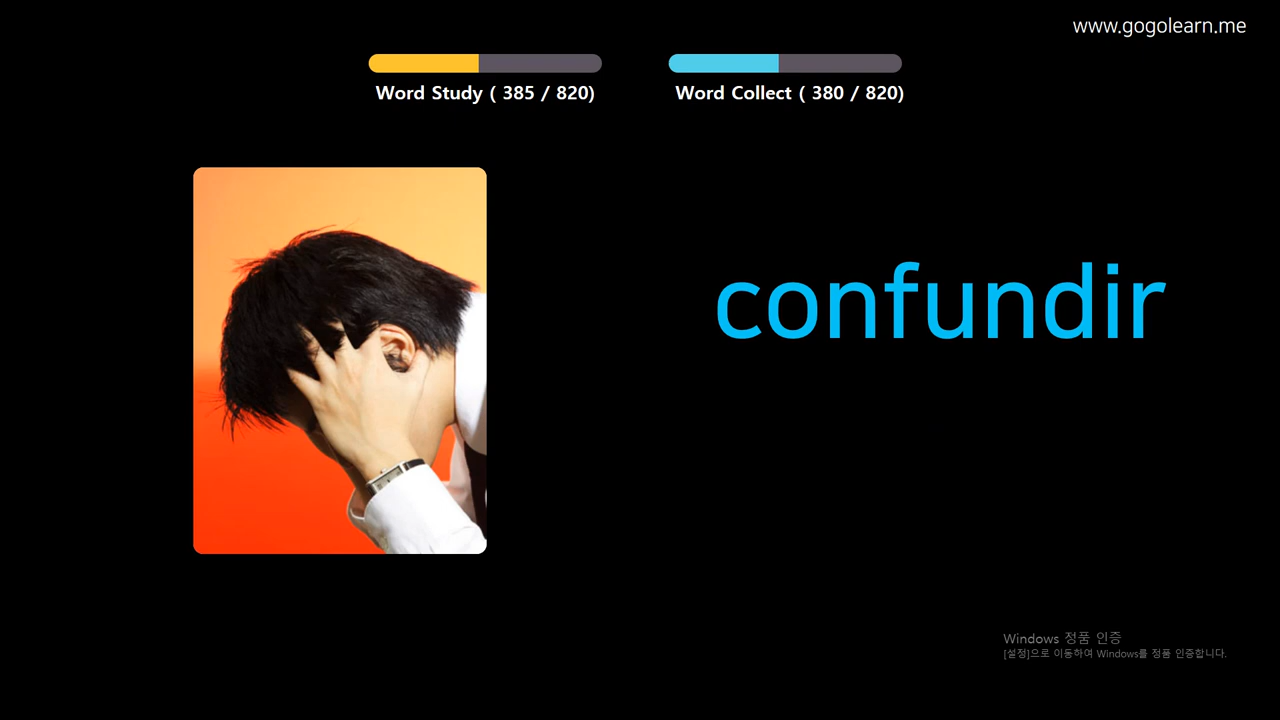 www.gogolearn.me
Word Study ( 385 / 820)
Word Collect ( 380 / 820)
confundir
Windows 정품 인증
[설정]으로 이동하여 Windows를 정품 인증합니다.